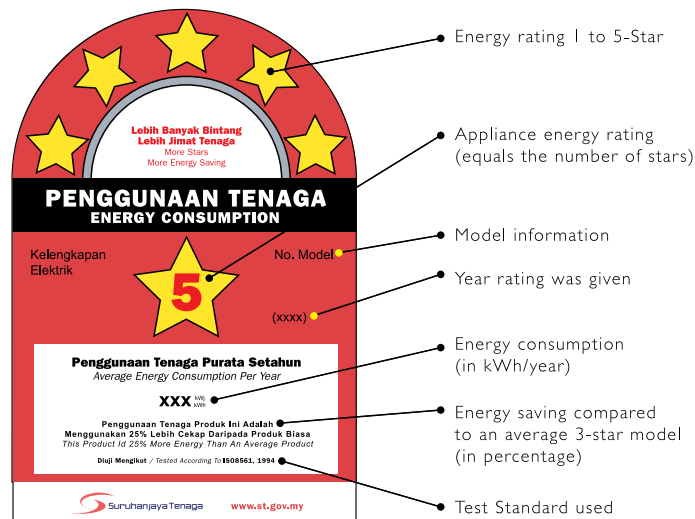 Energy rating 1 to 5-Star
Lebih Banyak Bintang
Lebih Jimat Tenaga
More Stars
More Energy Saving
Appliance energy rating
(equals the number of stars)
PENGGUNAAN TENAGA
ENERGY CONSUMPTION
Kelengkapan
Elektrik
No. Model
Model information
5
Year rating was given
(xxxx)
Penggunaan Tenaga Purata Setahun
Average Energy Consumption Per Year
XXX kWj
kWh
Energy consumption
(in kWh/year)
Penggunaan Tenaga Produk Ini Adalah
Menggunakan 25% Lebih Cekap Daripada Produk Biasa
This Product Id 25% More Energy Than An Average Product
Energy saving compared
to an average 3-star model
(in percentage)
Diuji Mengikut / Tested According To ISO8561, 1994
Test Standard used
Suruhanjaya Tenaga
www.st.gov.my